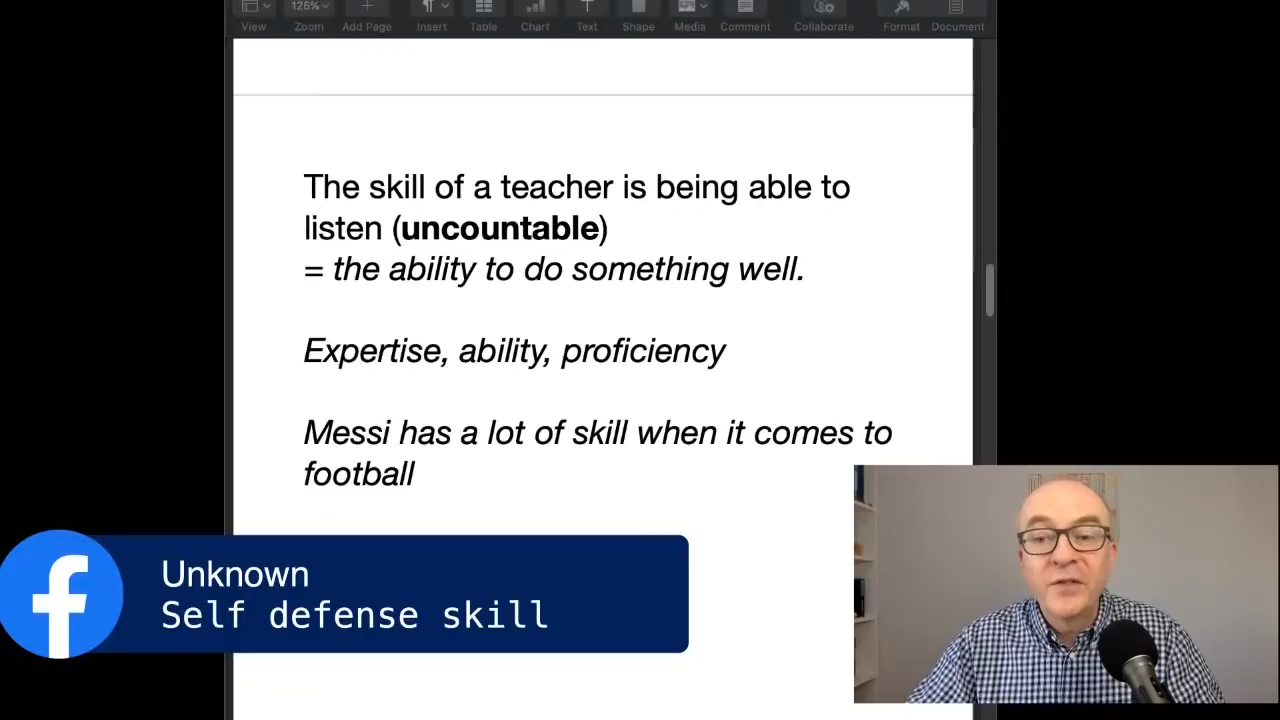 View
125%
Zoom
Add Page
Insert
Table
Chart
Text
Shape
Media
Comment
Collaborate
Format
Document
The skill of a teacher is being able to
listen (uncountable)
= the ability to do something well.
Expertise, ability, proficiency
Messi has a lot of skill when it comes to
football
Unknown
Self defense skill